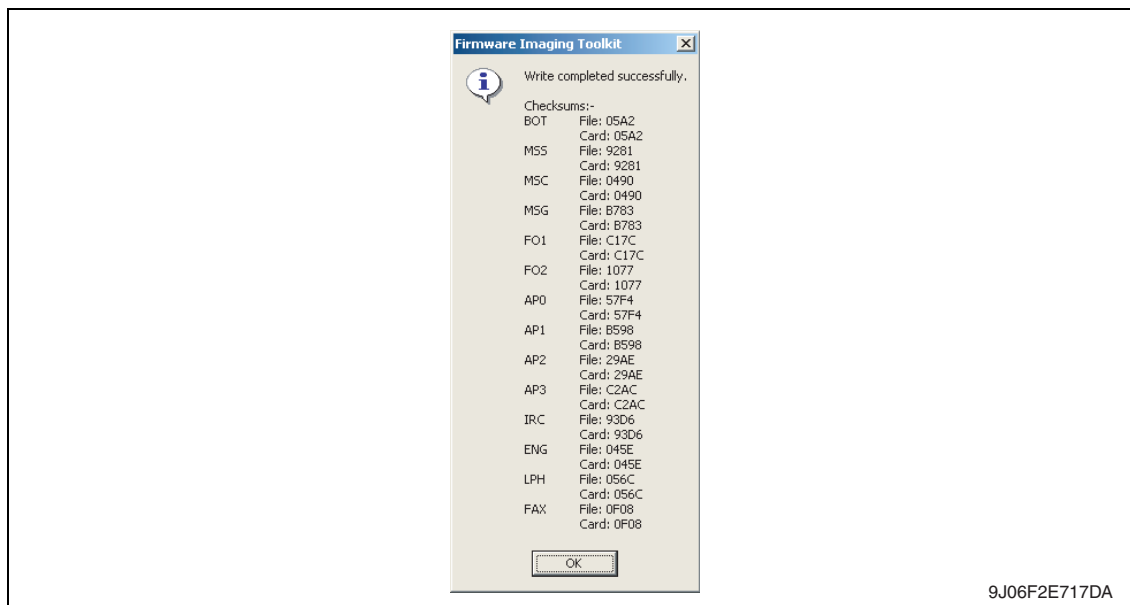 Firmware Imaging Toolkit
Write completed successfully.
Checksums:-
BOT File: 05A2
Card: 05A2
MSS File: 9281
Card: 9281
MSC File: 0490
Card: 0490
MSG File: B783
Card: B783
FO1 File: C17C
Card: C17C
FO2 File: 1077
Card: 1077
AP0 File: 57F4
Card: 57F4
AP1 File: B598
Card: B598
AP2 File: 29AE
Card: 29AE
AP3 File: C2AC
Card: C2AC
IRC File: 93D6
Card: 93D6
ENG File: 045E
Card: 045E
LPH File: 056C
Card: 056C
FAX File: 0F08
Card: 0F08
OK
9J06F2E717DA